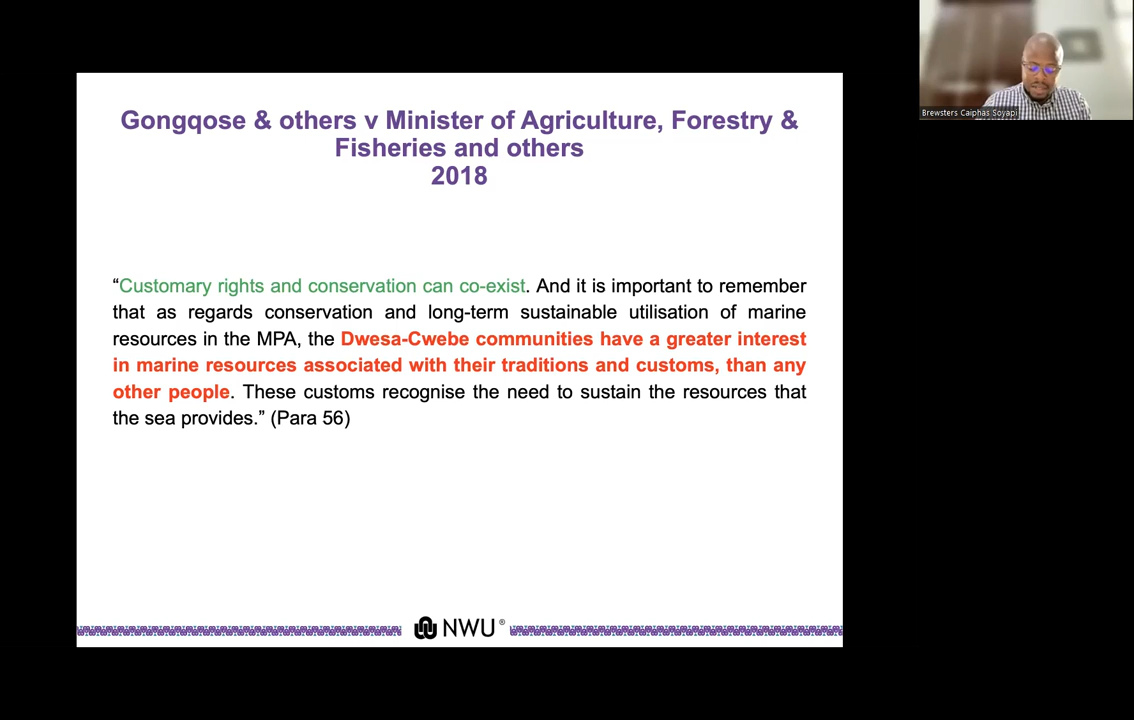 Gongqose & others v Minister of Agriculture, Forestry &
Fisheries and others
2018
“Customary rights and conservation can co-exist. And it is important to remember
that as regards conservation and long-term sustainable utilisation of marine
resources in the MPA, the Dwesa-Cwebe communities have a greater interest
in marine resources associated with their traditions and customs, than any
other people. These customs recognise the need to sustain the resources that
the sea provides.” (Para 56)
NWU®
Brewsters Caiphas Soyapi